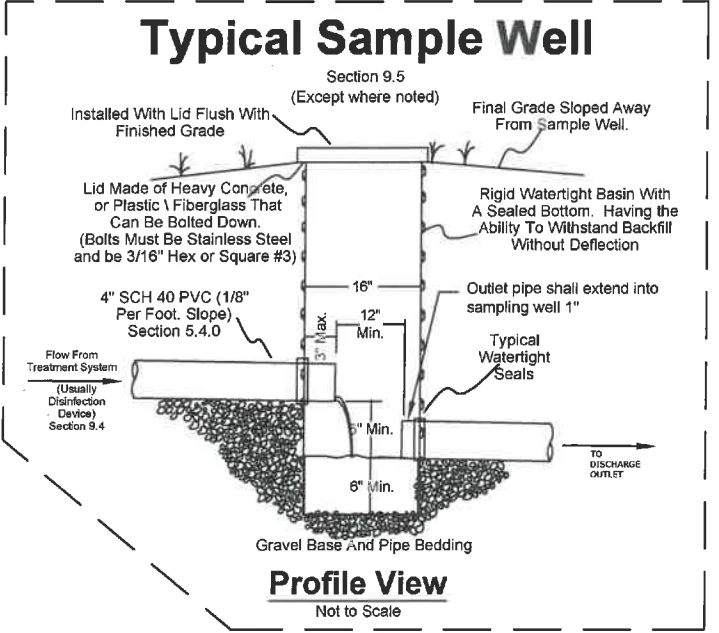 Typical Sample Well
Section 9.5
(Except where noted)
Installed With Lid Flush With
Finished Grade
Final Grade Sloped Away
From Sample Well.
Lid Made of Heavy Concrete,
or Plastic \ Fiberglass That
Can Be Bolted Down.
(Bolts Must Be Stainless Steel
and be 3/16" Hex or Square #3)
Rigid Watertight Basin With
A Sealed Bottom. Having the
Ability To Withstand Backfill
Without Deflection
16"
4" SCH 40 PVC (1/8"
Per Foot. Slope)
Section 5.4.0
3" Max.
12"
Min.
Outlet pipe shall extend into
sampling well 1"
Typical
Watertight
Seals
Flow From
Treatment System
(Usually
Disinfection
Device)
Section 9.4
Min.
6" Min.
TO
DISCHARGE
OUTLET
Gravel Base And Pipe Bedding
Profile View
Not to Scale